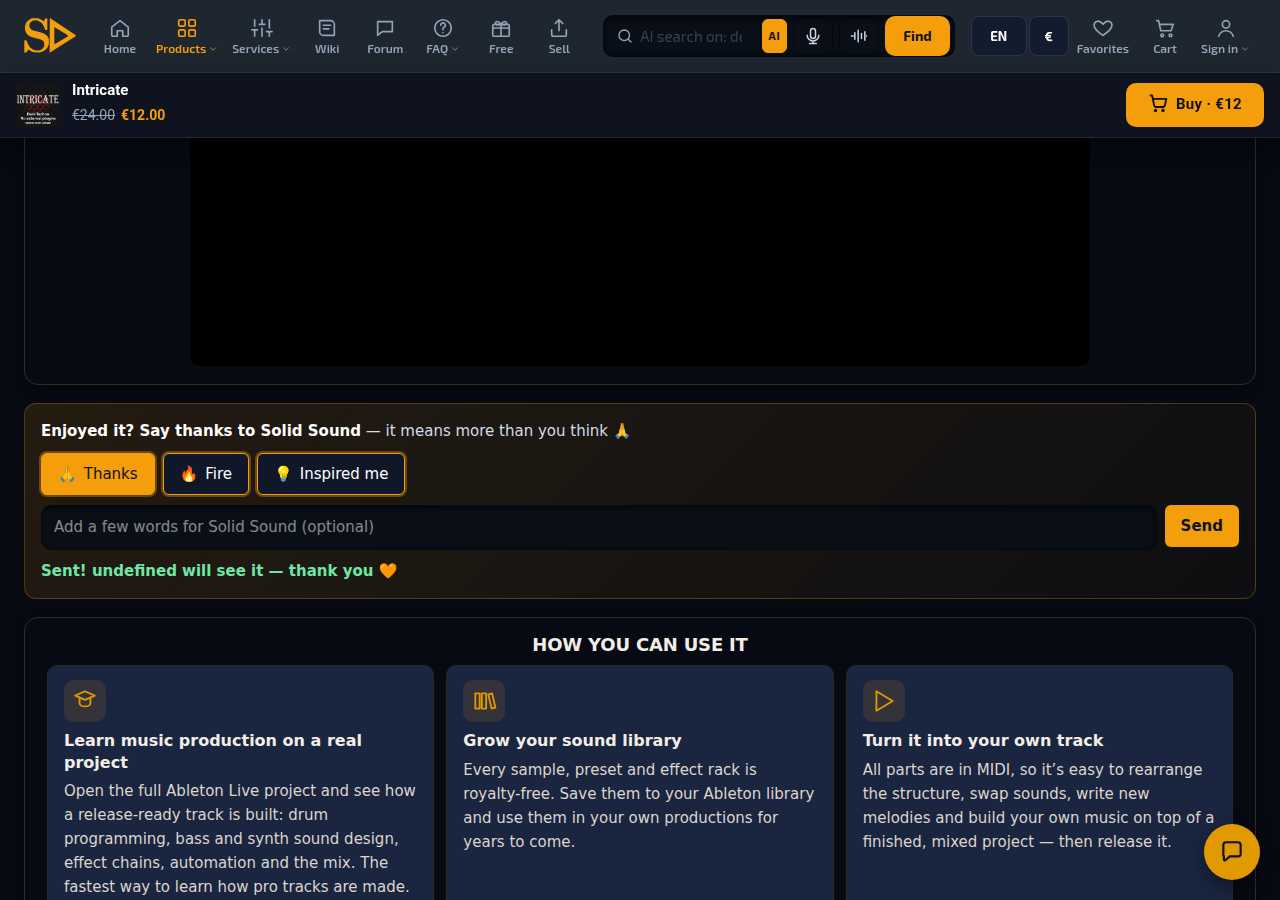 SD
Home
Products
Services
Wiki
Forum
FAQ
Free
Sell
AI search on:
AI
Find
EN
€
Favorites
Cart
Sign in
INTRICATE
Intricate
€24.00 €12.00
Buy · €12
Enjoyed it? Say thanks to Solid Sound — it means more than you think 🙏
🙏 Thanks
🔥 Fire
💡 Inspired me
Add a few words for Solid Sound (optional)
Send
Sent! undefined will see it — thank you 🧡
HOW YOU CAN USE IT
Learn music production on a real
project
Open the full Ableton Live project and see how
a release-ready track is built: drum
programming, bass and synth sound design,
effect chains, automation and the mix. The
fastest way to learn how pro tracks are made.
Grow your sound library
Every sample, preset and effect rack is
royalty-free. Save them to your Ableton library
and use them in your own productions for
years to come.
Turn it into your own track
All parts are in MIDI, so it’s easy to rearrange
the structure, swap sounds, write new
melodies and build your own music on top of a
finished, mixed project — then release it.